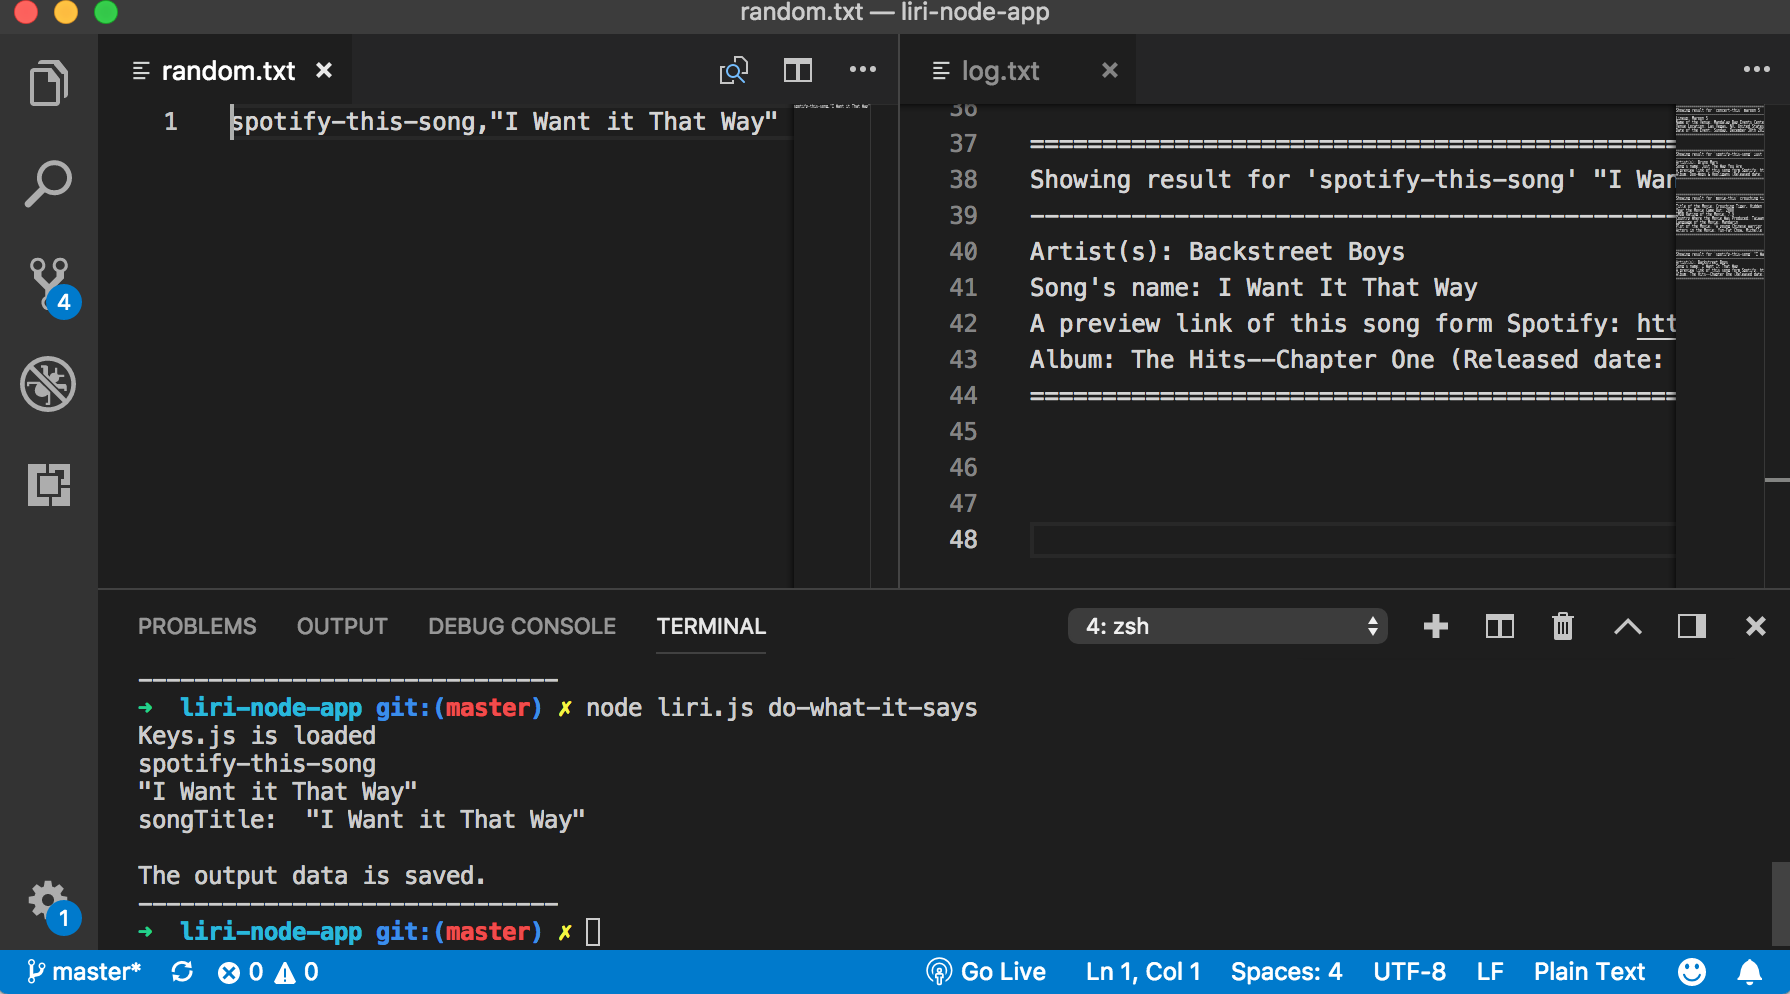 random.txt — liri-node-app
random.txt
log.txt
1 spotify-this-song,"I Want it That Way"
36
37 =============================================
38 Showing result for 'spotify-this-song' "I Wan
39 ---------------------------------------------
40 Artist(s): Backstreet Boys
41 Song's name: I Want It That Way
42 A preview link of this song form Spotify: htt
43 Album: The Hits--Chapter One (Released date:
44 =============================================
45
46
47
48
4
PROBLEMS OUTPUT DEBUG CONSOLE TERMINAL
4: zsh
------------------------------
➜ liri-node-app git:(master) ✗ node liri.js do-what-it-says
Keys.js is loaded
spotify-this-song
"I Want it That Way"
songTitle:  "I Want it That Way"
The output data is saved.
------------------------------
➜ liri-node-app git:(master) ✗
1
master* 0 0 Go Live Ln 1, Col 1 Spaces: 4 UTF-8 LF Plain Text